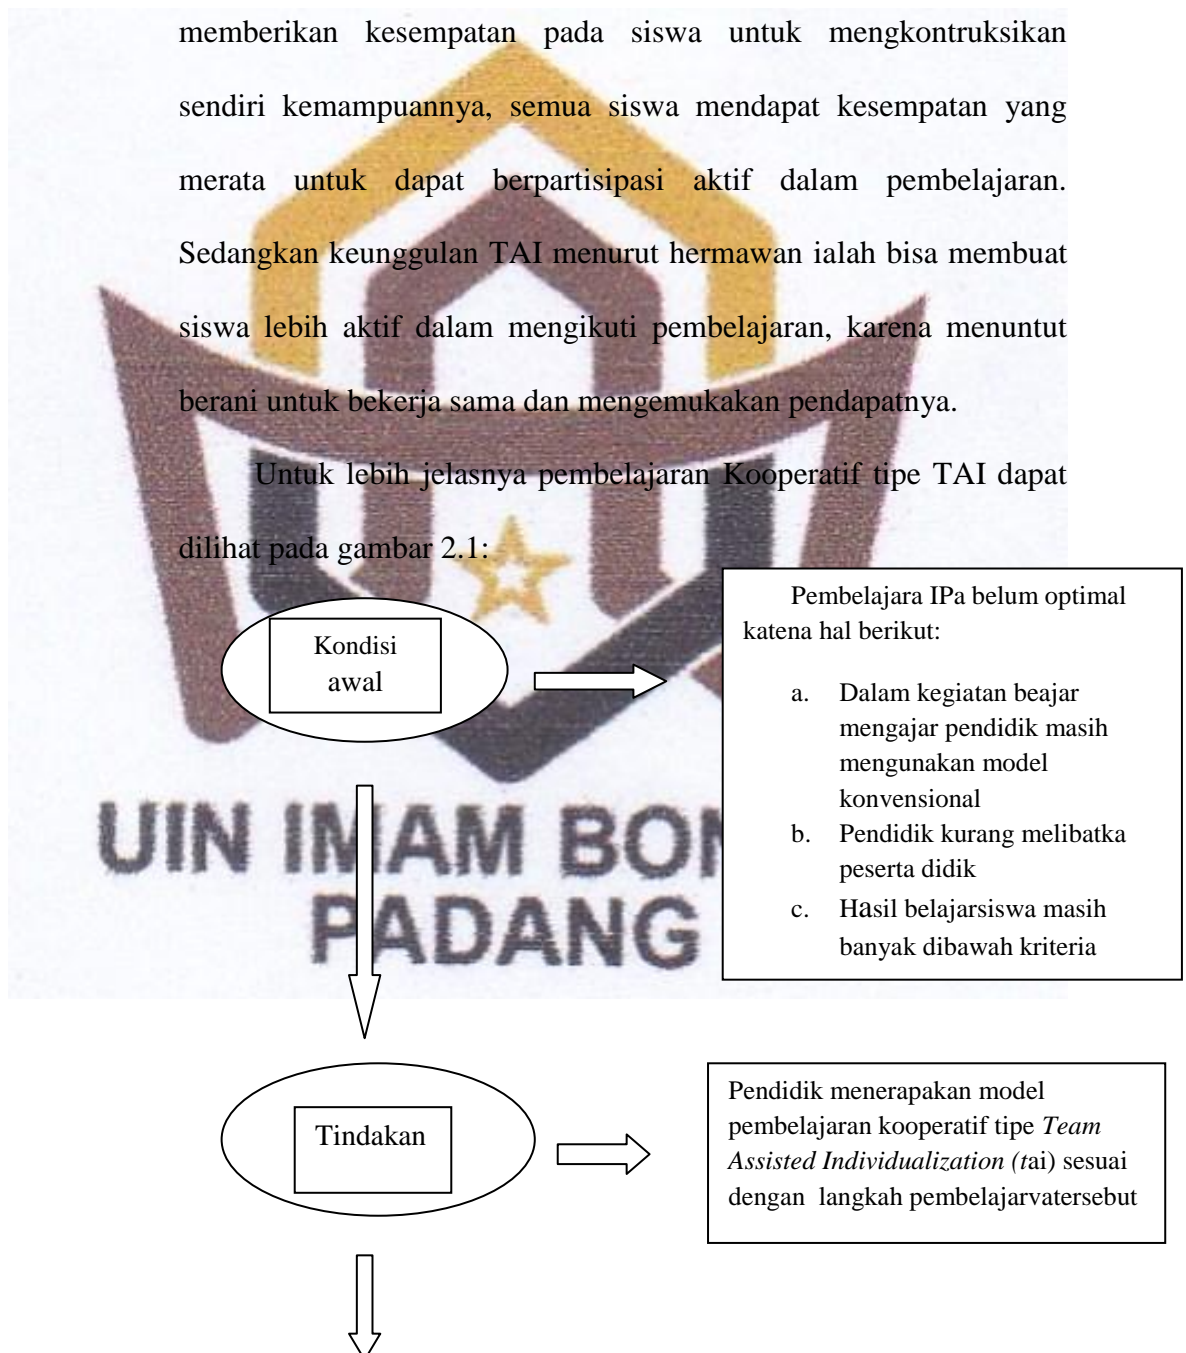 memberikan kesempatan pada siswa untuk mengkontruksikan
sendiri kemampuannya, semua siswa mendapat kesempatan yang
merata untuk dapat berpartisipasi aktif dalam pembelajaran.
Sedangkan keunggulan TAI menurut hermawan ialah bisa membuat
siswa lebih aktif dalam mengikuti pembelajaran, karena menuntut
berani untuk bekerja sama dan mengemukakan pendapatnya.
Untuk lebih jelasnya pembelajaran Kooperatif tipe TAI dapat
dilihat pada gambar 2.1:
Kondisi
awal
Pembelajara IPa belum optimal
katena hal berikut:
a. Dalam kegiatan beajar
mengajar pendidik masih
mengunakan model
konvensional
b. Pendidik kurang melibatka
peserta didik
c. Hasil belajarsiswa masih
banyak dibawah kriteria
UIN IMAM BON
PADANG
Tindakan
Pendidik menerapakan model
pembelajaran kooperatif tipe Team
Assisted Individualization (tai) sesuai
dengan langkah pembelajarvatersebut